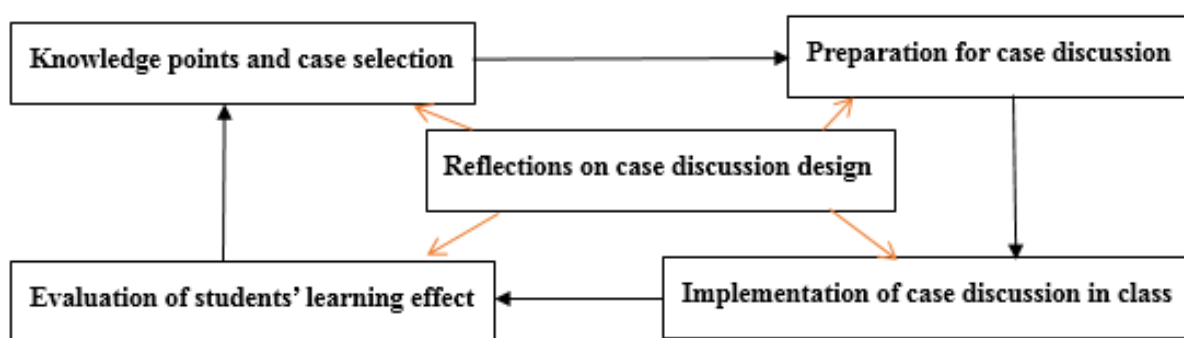 Knowledge points and case selection
Preparation for case discussion
Reflections on case discussion design
Evaluation of students’ learning effect
Implementation of case discussion in class